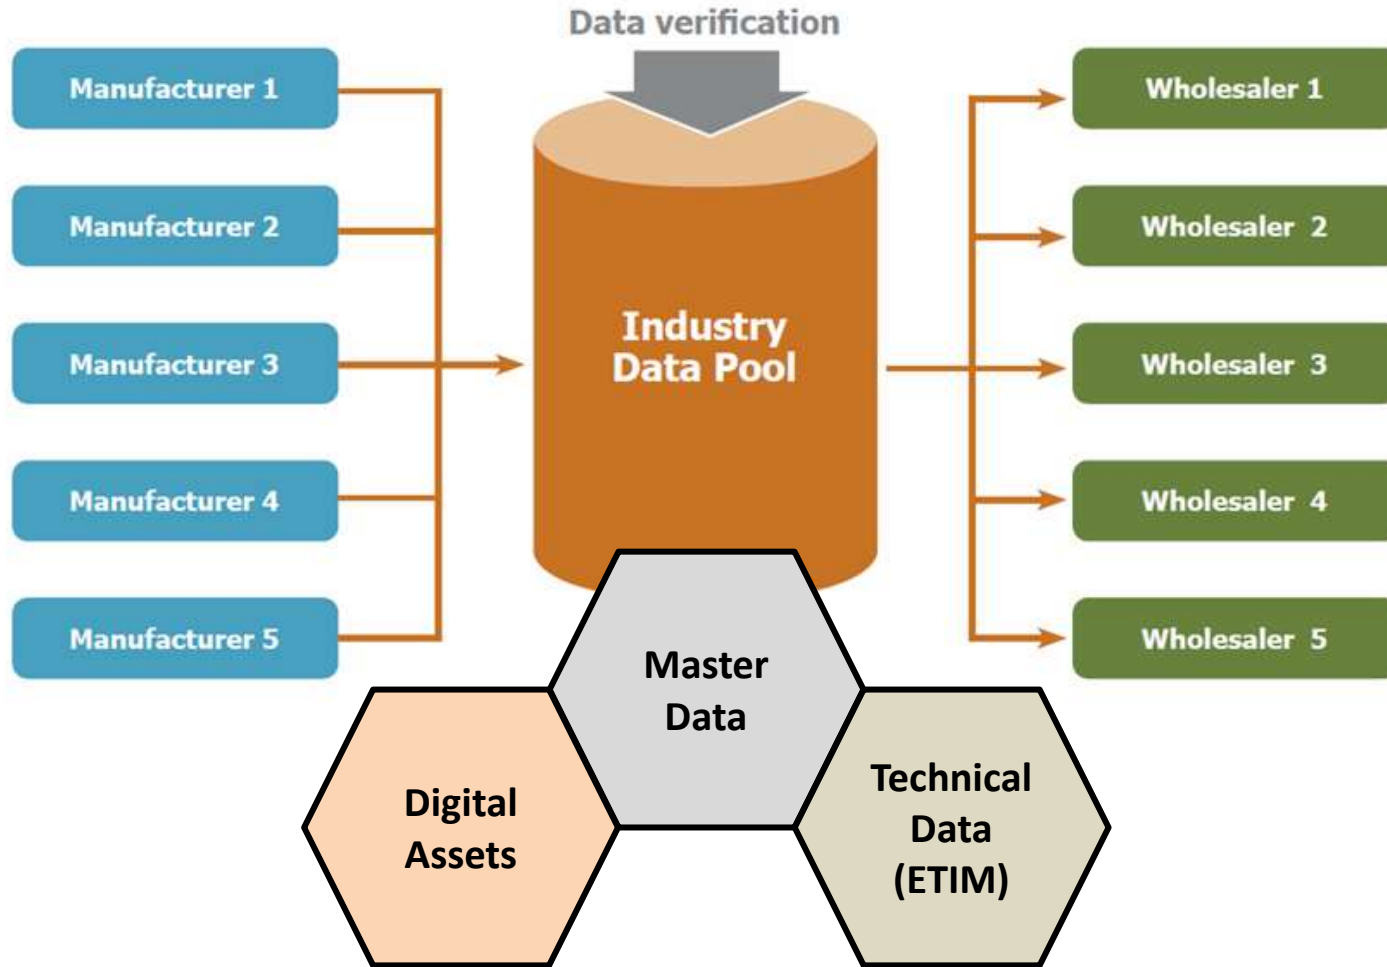 Data verification
Manufacturer 1
Manufacturer 2
Manufacturer 3
Manufacturer 4
Manufacturer 5
Industry
Data Pool
Wholesaler 1
Wholesaler 2
Wholesaler 3
Wholesaler 4
Wholesaler 5
Master
Data
Digital
Assets
Technical
Data
(ETIM)